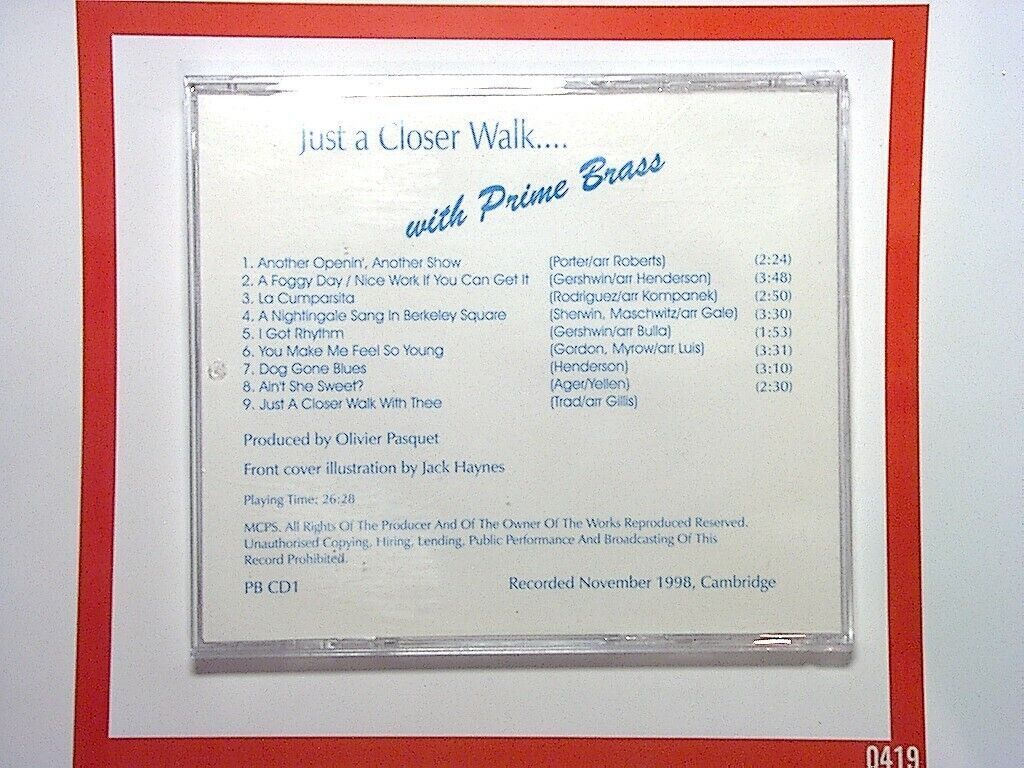 Just a Closer Walk....
with Prime Brass
1. Another Openin', Another Show (Porter/arr Roberts) (2:24)
2. A Foggy Day / Nice Work If You Can Get It (Gershwin/arr Henderson) (3:48)
3. La Cumparsita (Rodriguez/arr Kompanek) (2:50)
4. A Nightingale Sang In Berkeley Square (Sherwin, Maschwitz/arr Gale) (3:30)
5. I Got Rhythm (Gershwin/arr Bulla) (1:53)
6. You Make Me Feel So Young (Gordon, Myrow/arr Luis) (3:31)
7. Dog Gone Blues (Henderson) (3:10)
8. Ain't She Sweet? (Ager/Yellen) (2:30)
9. Just A Closer Walk With Thee (Trad/arr Gillis)
Produced by Olivier Pasquet
Front cover illustration by Jack Haynes
Playing Time: 26:28
MCPS. All Rights Of The Producer And Of The Owner Of The Works Reproduced Reserved.
Unauthorised Copying, Hiring, Lending, Public Performance And Broadcasting Of This
Record Prohibited.
PB CD1 Recorded November 1998, Cambridge
0419